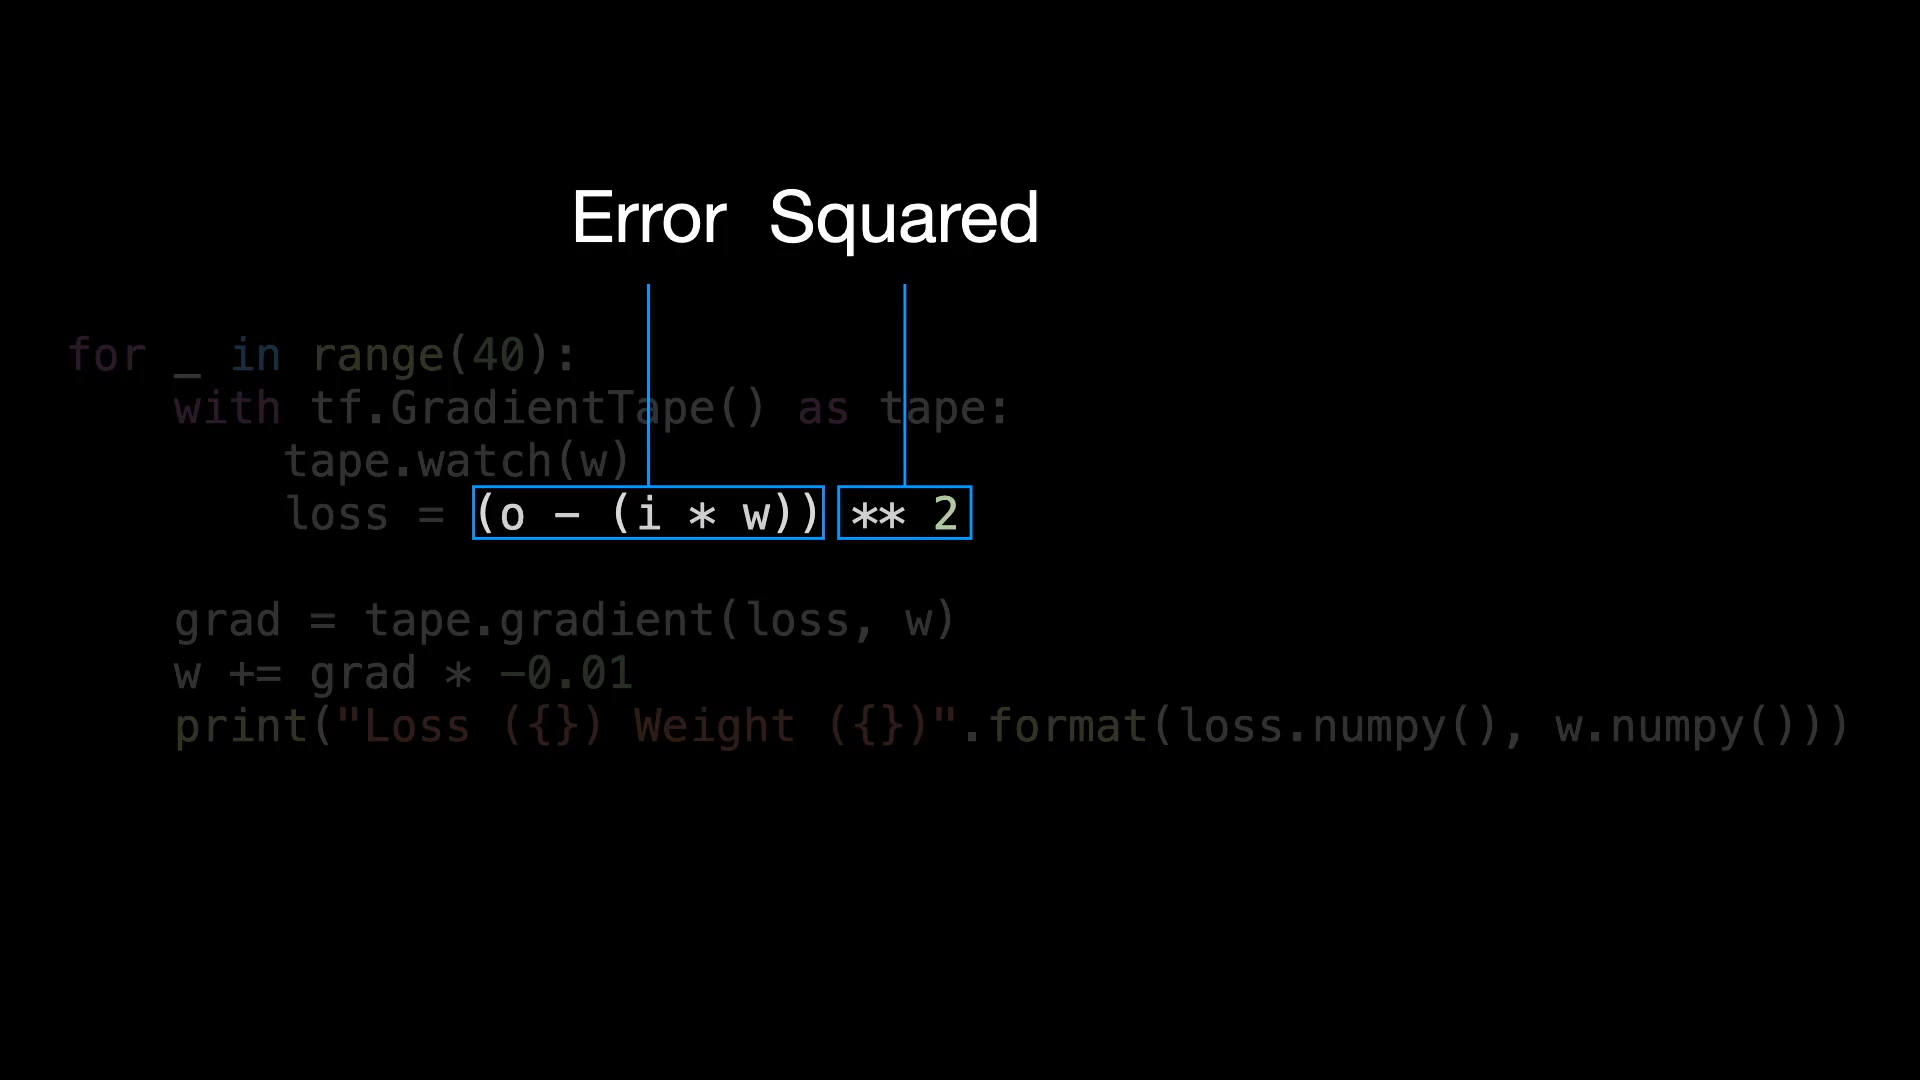 Error Squared
for _ in range(40):
    with tf.GradientTape() as tape:
        tape.watch(w)
        loss = (o - (i * w)) ** 2
    grad = tape.gradient(loss, w)
    w += grad * -0.01
    print("Loss ({}) Weight ({})".format(loss.numpy(), w.numpy()))